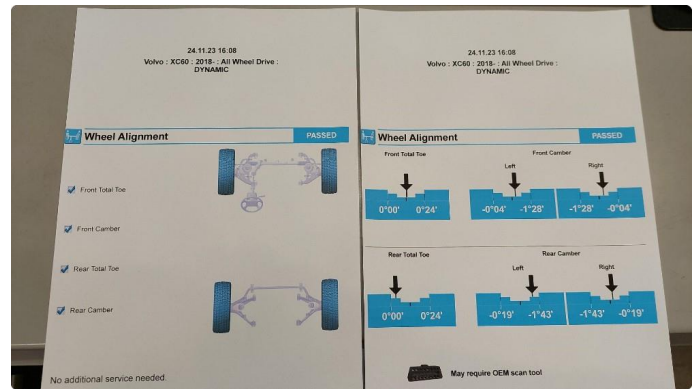 24.11.23 16:08
Volvo : XC60 : 2018- : All Wheel Drive :
DYNAMIC
Wheel Alignment PASSED
Front Total Toe
Front Camber
Rear Total Toe
Rear Camber
No additional service needed
24.11.23 16:08
Volvo : XC60 : 2018- : All Wheel Drive :
DYNAMIC
Wheel Alignment PASSED
Front Total Toe Front Camber
Left Right
0°00' 0°24' -0°04' -1°28' -1°28' -0°04'
Rear Total Toe Rear Camber
Left Right
0°00' 0°24' -0°19' -1°43' -1°43' -0°19'
May require OEM scan tool